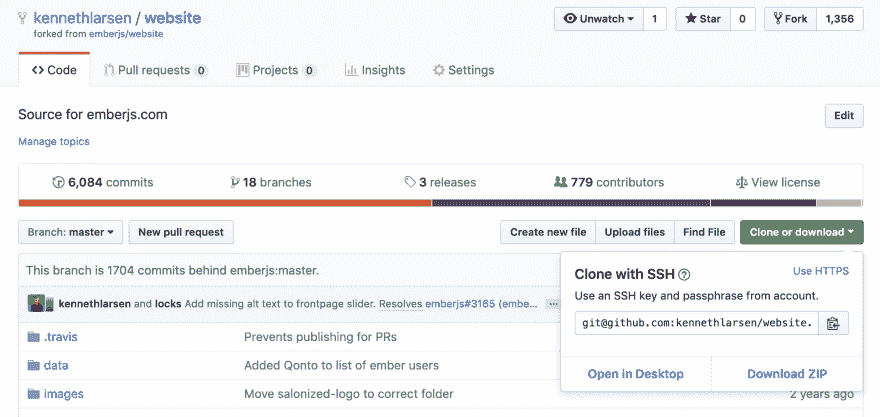 kennethlarsen / website
forked from emberjs/website
Unwatch 1 Star 0 Fork 1,356
Code Pull requests 0 Projects 0 Insights Settings
Source for emberjs.com
Edit
Manage topics
6,084 commits 18 branches 3 releases 779 contributors View license
Branch: master New pull request Create new file Upload files Find File Clone or download
This branch is 1704 commits behind emberjs:master.
Clone with SSH ? Use HTTPS
Use an SSH key and passphrase from account.
git@github.com:kennethlarsen/website.
Open in Desktop Download ZIP
kennethlarsen and locks Add missing alt text to frontpage slider. Resolves emberjs#3165 (embe... ...
.travis Prevents publishing for PRs
data Added Qonto to list of ember users
images Move salonized-logo to correct folder 2 years ago